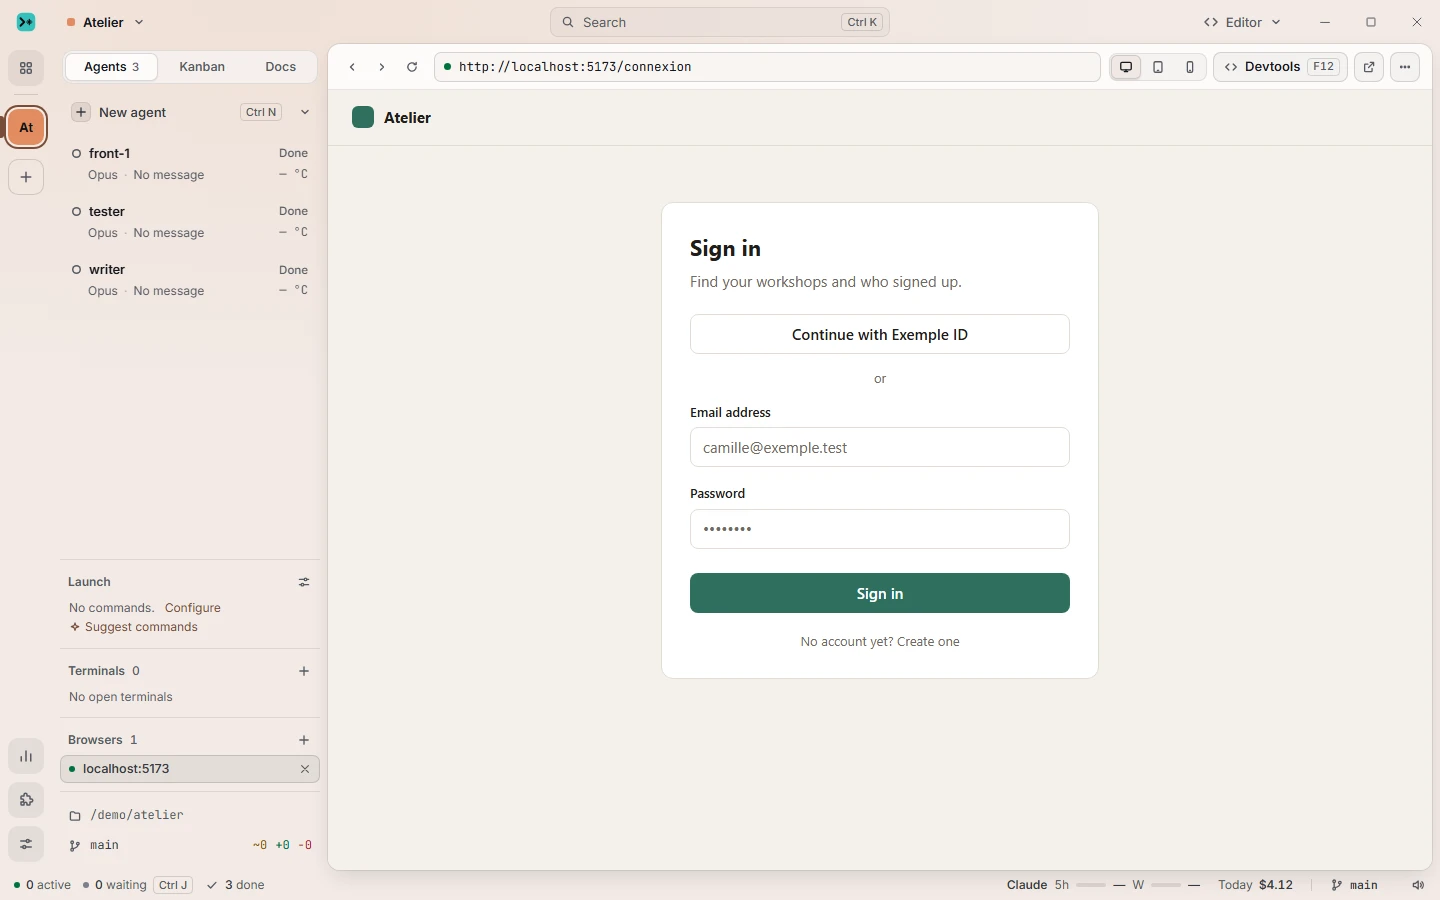 Atelier
Search
Ctrl K
Editor
Agents 3
Kanban
Docs
http://localhost:5173/connexion
Devtools F12
At
New agent
Ctrl N
front-1
Done
Opus · No message
— °C
tester
Done
Opus · No message
— °C
writer
Done
Opus · No message
— °C
Launch
No commands. Configure
Suggest commands
Terminals 0
No open terminals
Browsers 1
localhost:5173
/demo/atelier
main
~0 +0 -0
Atelier
Sign in
Find your workshops and who signed up.
Continue with Exemple ID
or
Email address
camille@exemple.test
Password
••••••••
Sign in
No account yet? Create one
0 active
0 waiting
Ctrl J
3 done
Claude 5h — W —
Today $4.12
main